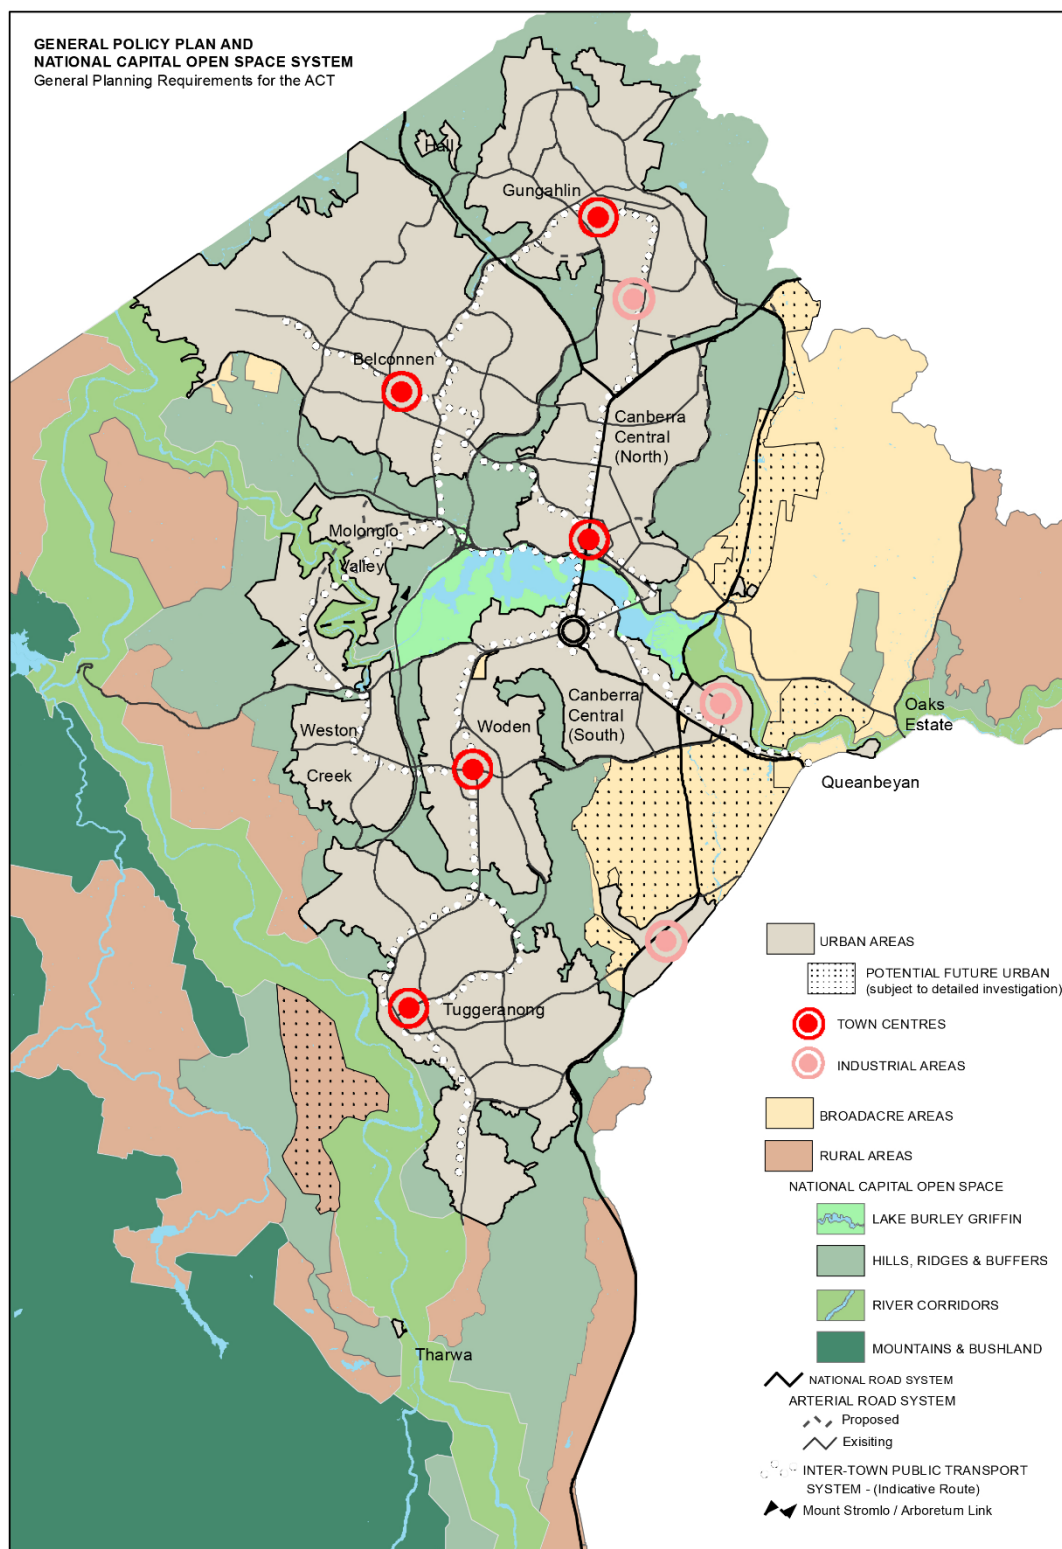 GENERAL POLICY PLAN AND
NATIONAL CAPITAL OPEN SPACE SYSTEM
General Planning Requirements for the ACT
Hall
Gungahlin
Belconnen
Canberra
Central
(North)
Molonglo
Valley
Canberra
Central
(South)
Woden
Weston
Creek
Oaks
Estate
Queanbeyan
Tuggeranong
Tharwa
URBAN AREAS
POTENTIAL FUTURE URBAN
(subject to detailed investigation)
TOWN CENTRES
INDUSTRIAL AREAS
BROADACRE AREAS
RURAL AREAS
NATIONAL CAPITAL OPEN SPACE
LAKE BURLEY GRIFFIN
HILLS, RIDGES & BUFFERS
RIVER CORRIDORS
MOUNTAINS & BUSHLAND
NATIONAL ROAD SYSTEM
ARTERIAL ROAD SYSTEM
Proposed
Exisiting
INTER-TOWN PUBLIC TRANSPORT
SYSTEM - (Indicative Route)
Mount Stromlo / Arboretum Link